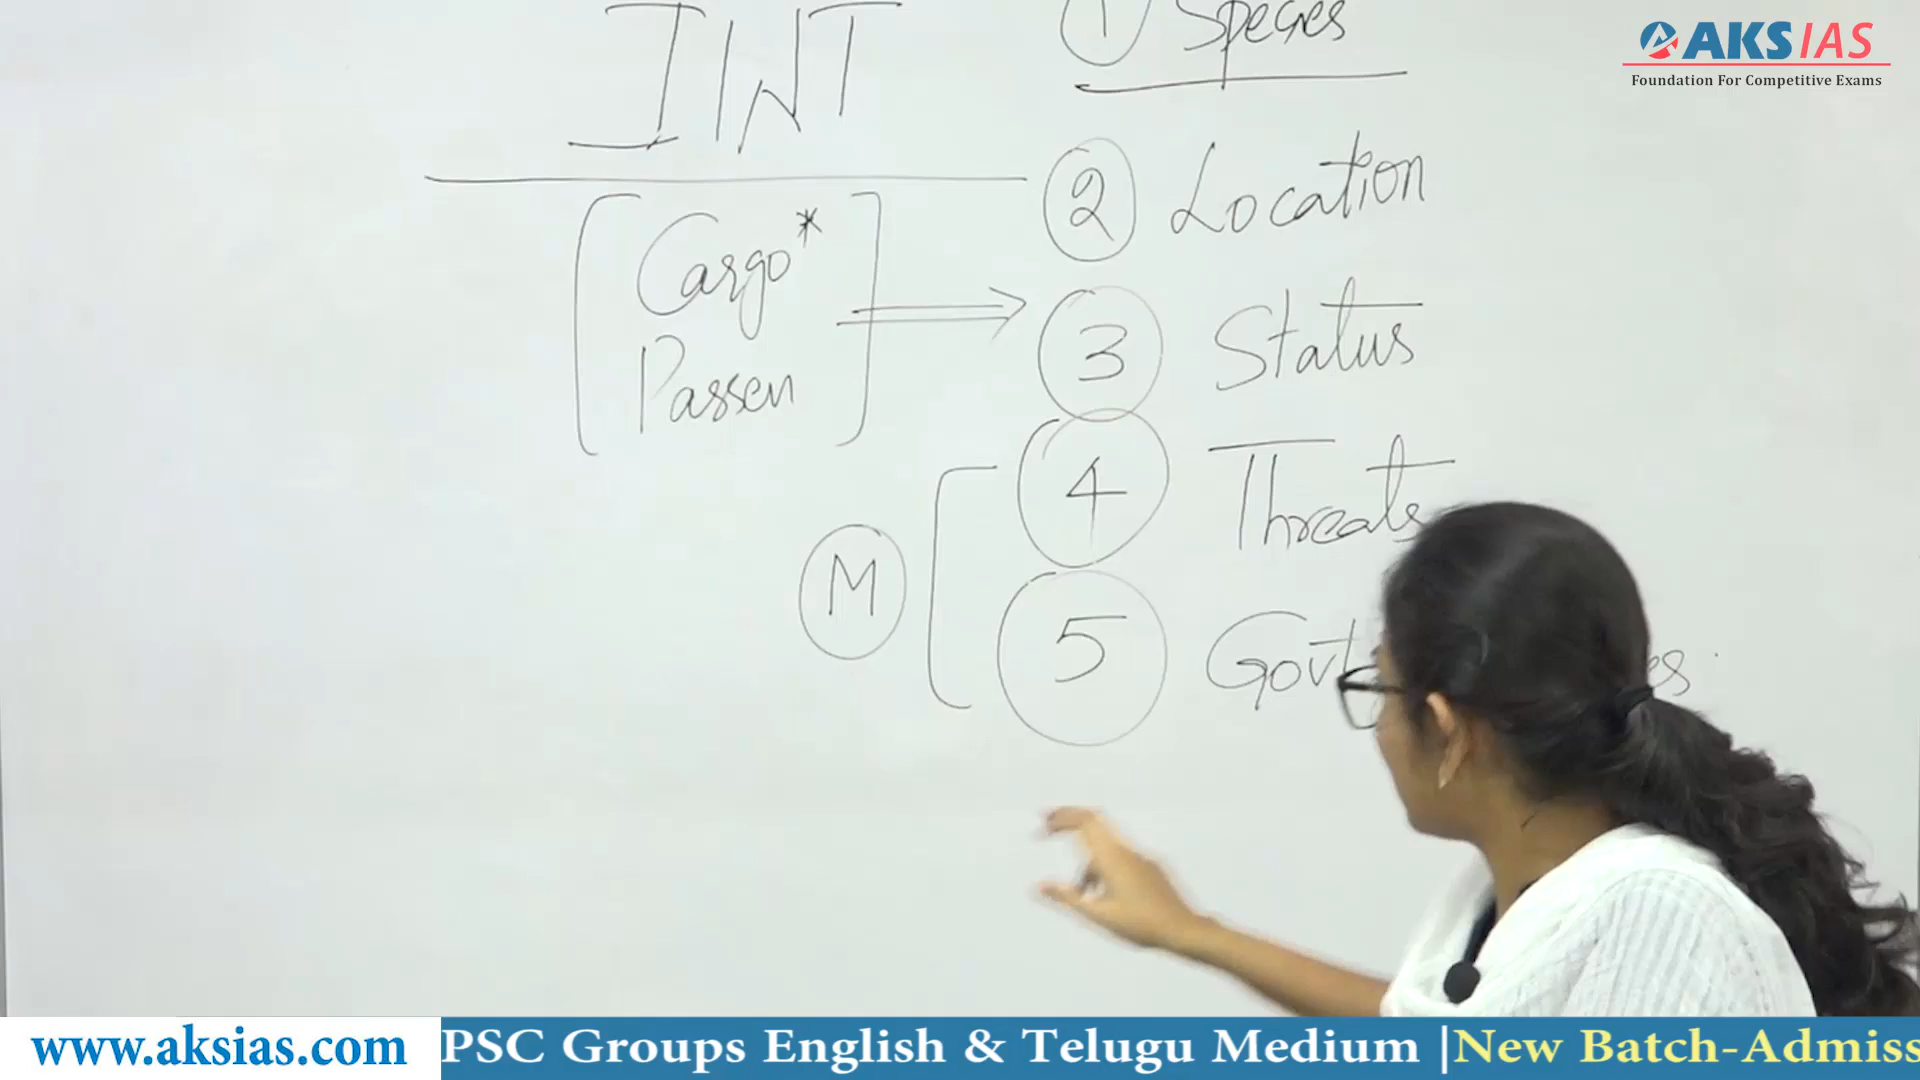 INT
Cargo*
Passen
M
1 Species
2 Location
3 Status
4 Threats
5 Govt
AKS IAS
Foundation For Competitive Exams
www.aksias.com
PSC Groups English & Telugu Medium | New Batch-Admiss